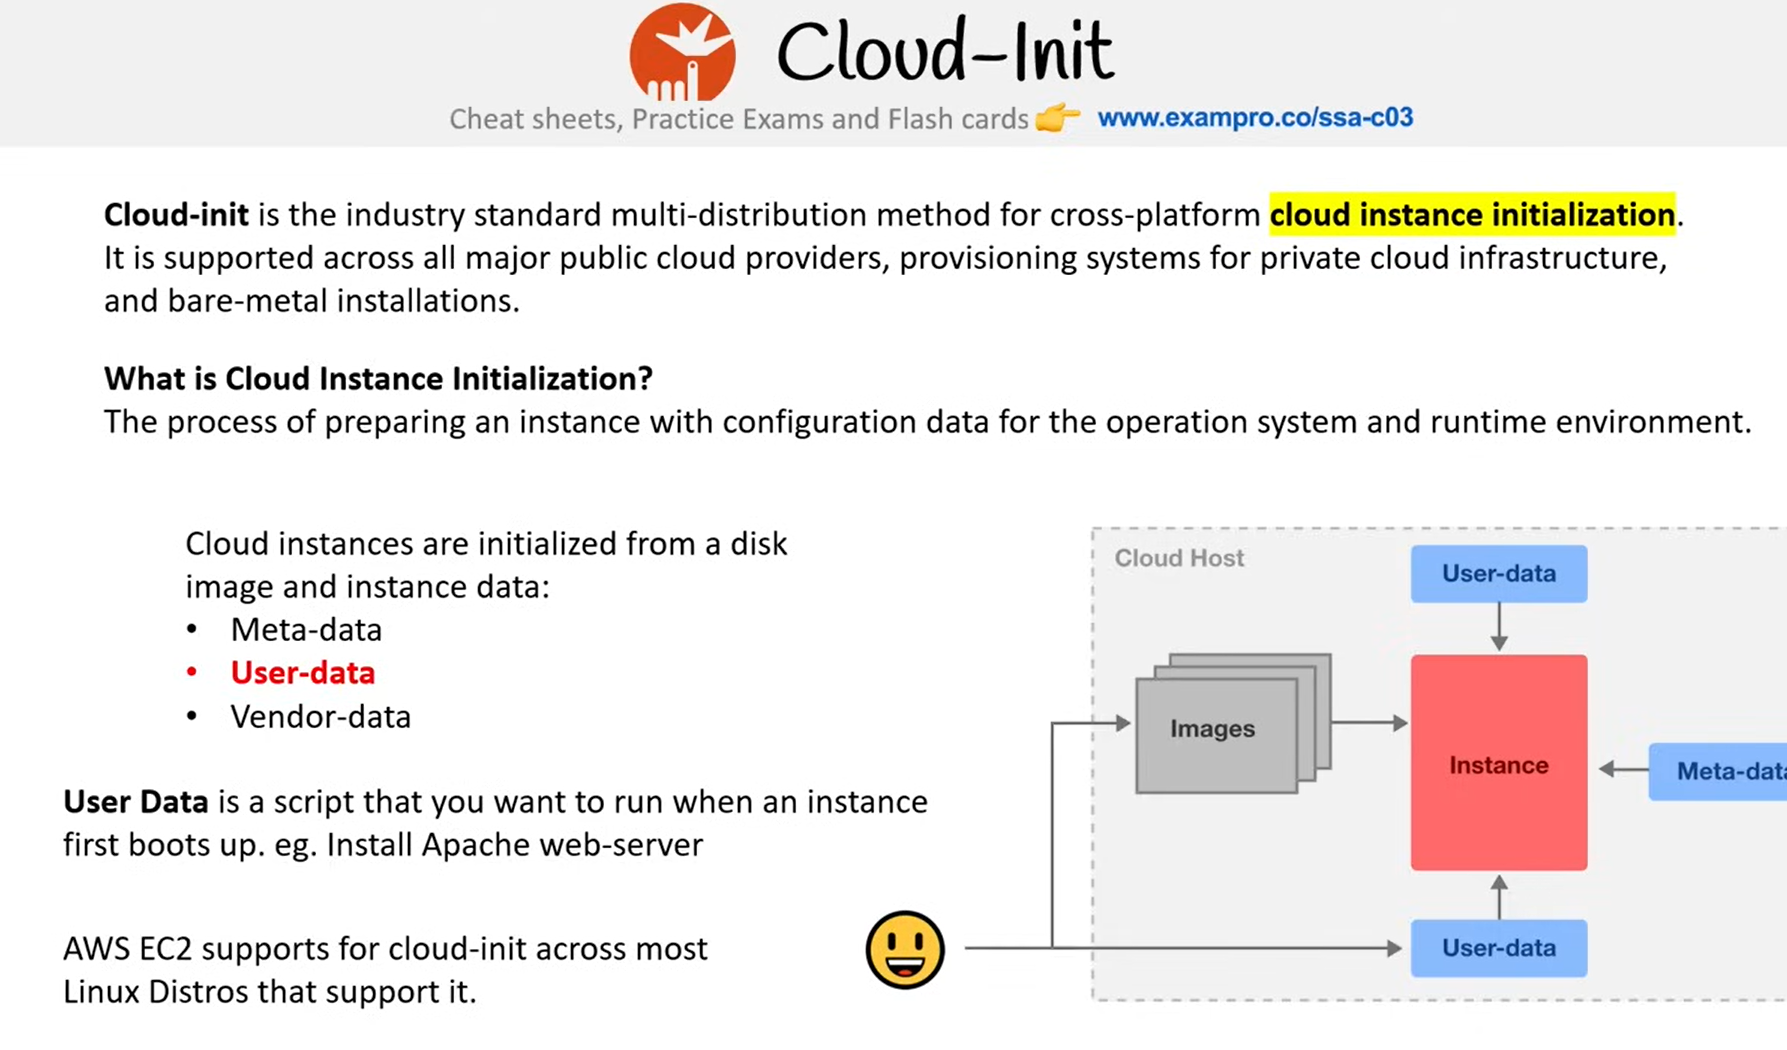 Cloud-Init
Cheat sheets, Practice Exams and Flash cards www.exampro.co/ssa-c03
Cloud-init is the industry standard multi-distribution method for cross-platform cloud instance initialization.
It is supported across all major public cloud providers, provisioning systems for private cloud infrastructure,
and bare-metal installations.
What is Cloud Instance Initialization?
The process of preparing an instance with configuration data for the operation system and runtime environment.
Cloud instances are initialized from a disk
image and instance data:
• Meta-data
• User-data
• Vendor-data
User Data is a script that you want to run when an instance
first boots up. eg. Install Apache web-server
AWS EC2 supports for cloud-init across most
Linux Distros that support it.
Cloud Host
User-data
Images
Instance
Meta-data
User-data